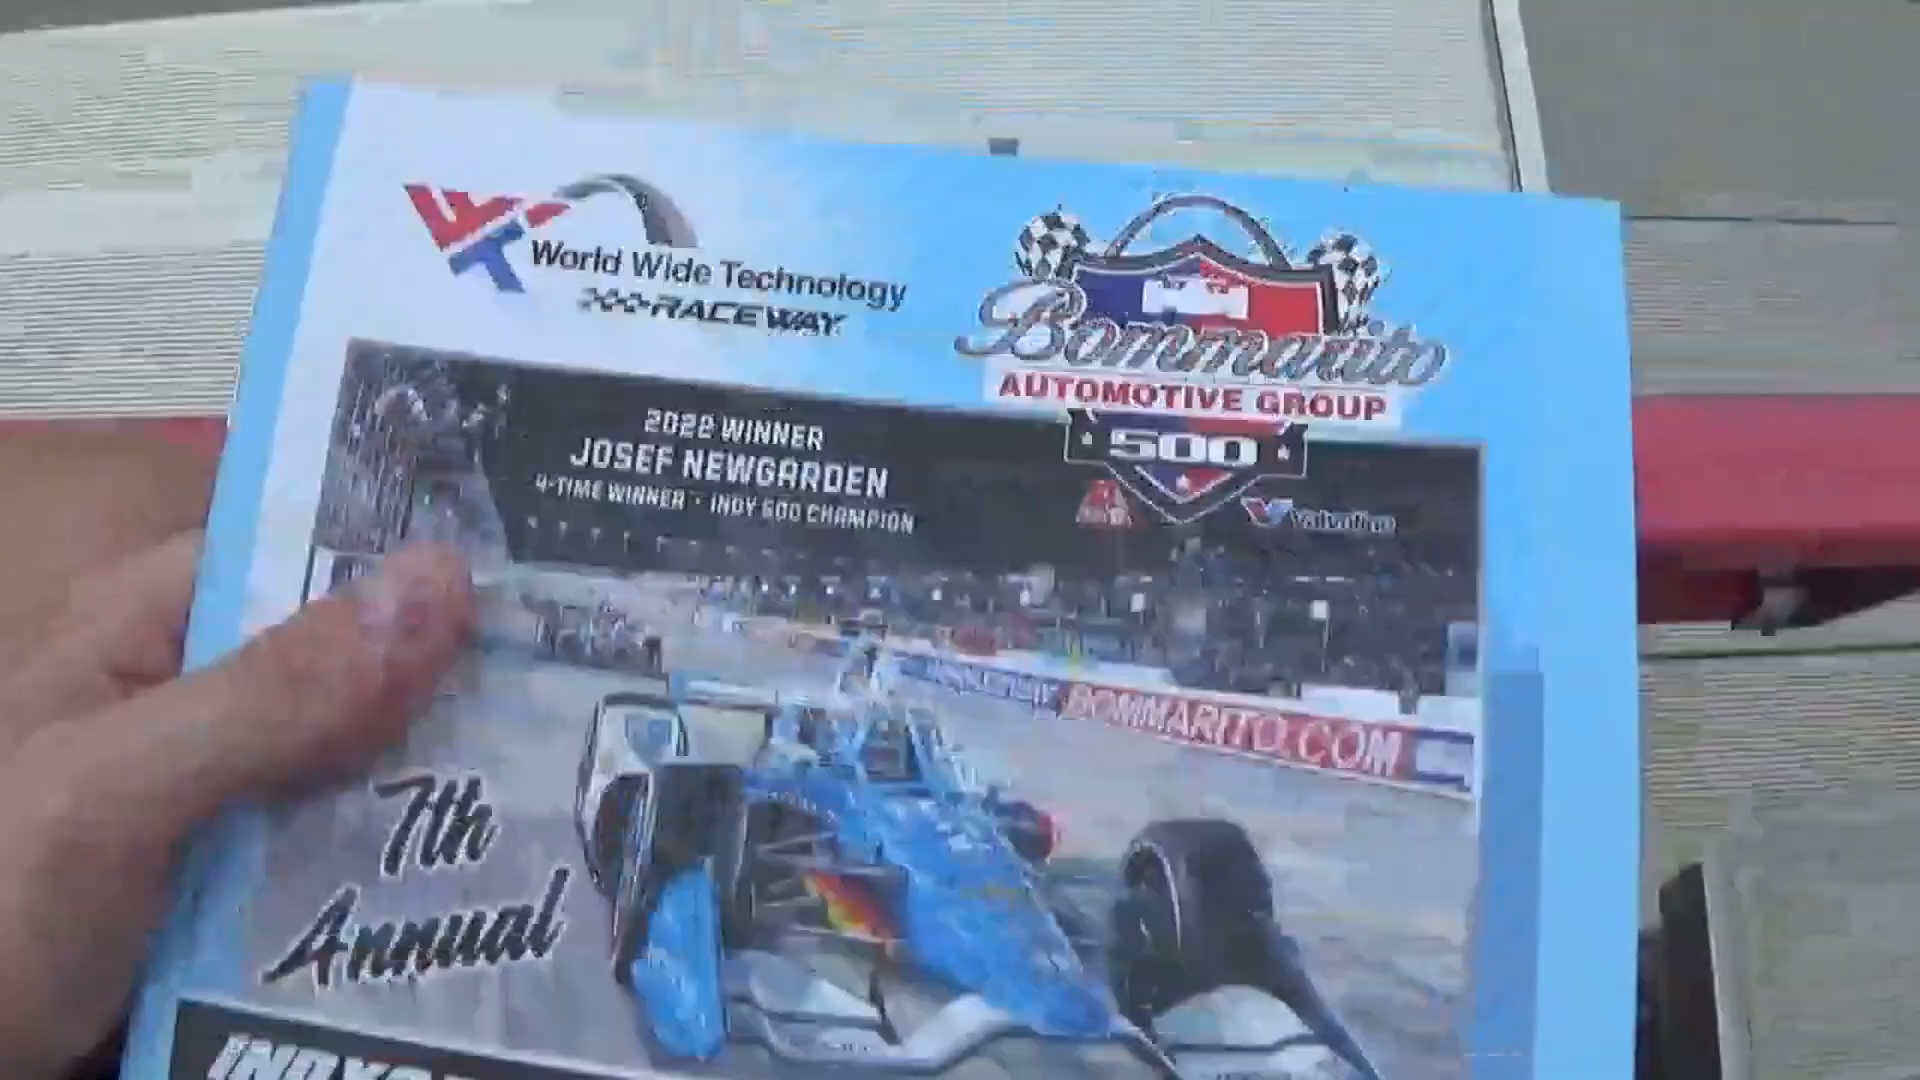 World Wide Technology
RACEWAY
Bommarito
AUTOMOTIVE GROUP
500
2022 WINNER
JOSEF NEWGARDEN
4-TIME WINNER · INDY 500 CHAMPION
Valvoline
BOMMARITO.COM
7th
Annual